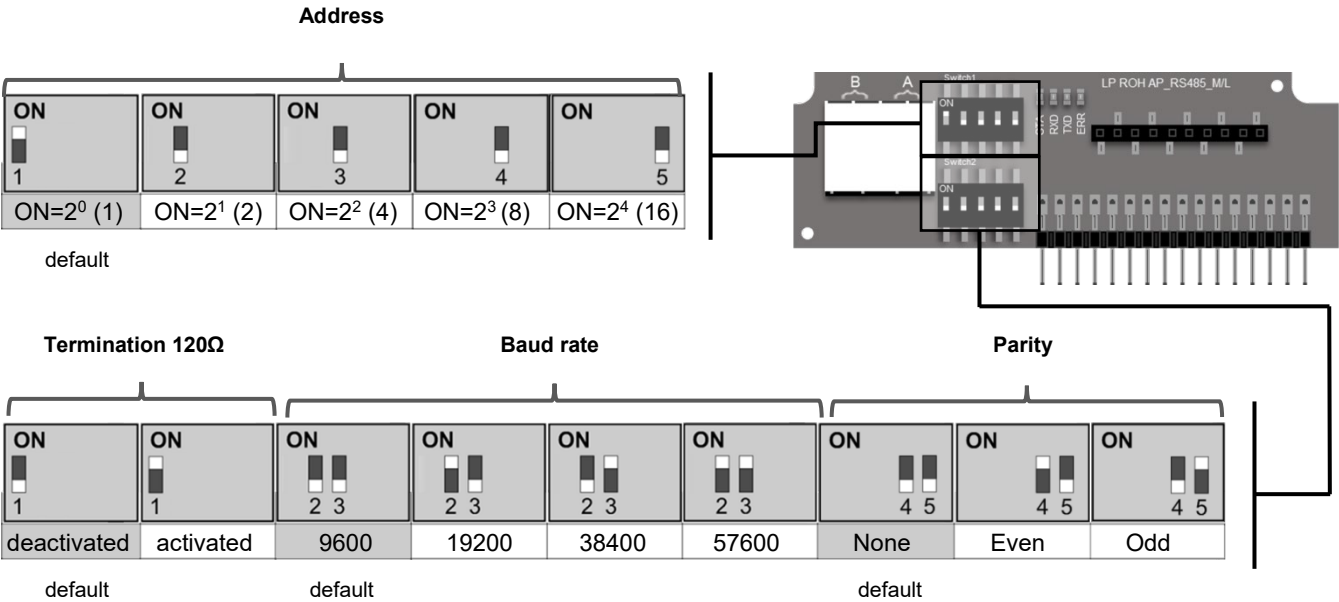 Address
ON ON ON ON ON
1 2 3 4 5
ON=2⁰ (1) ON=2¹ (2) ON=2² (4) ON=2³ (8) ON=2⁴ (16)
default
B A Switch1 LP ROH AP_RS485_M/L
ON
STA RXD TXD ERR
Switch2
ON
Termination 120Ω Baud rate Parity
ON ON ON ON ON ON ON ON ON
1 1 2 3 2 3 2 3 2 3 4 5 4 5 4 5
deactivated activated 9600 19200 38400 57600 None Even Odd
default default default